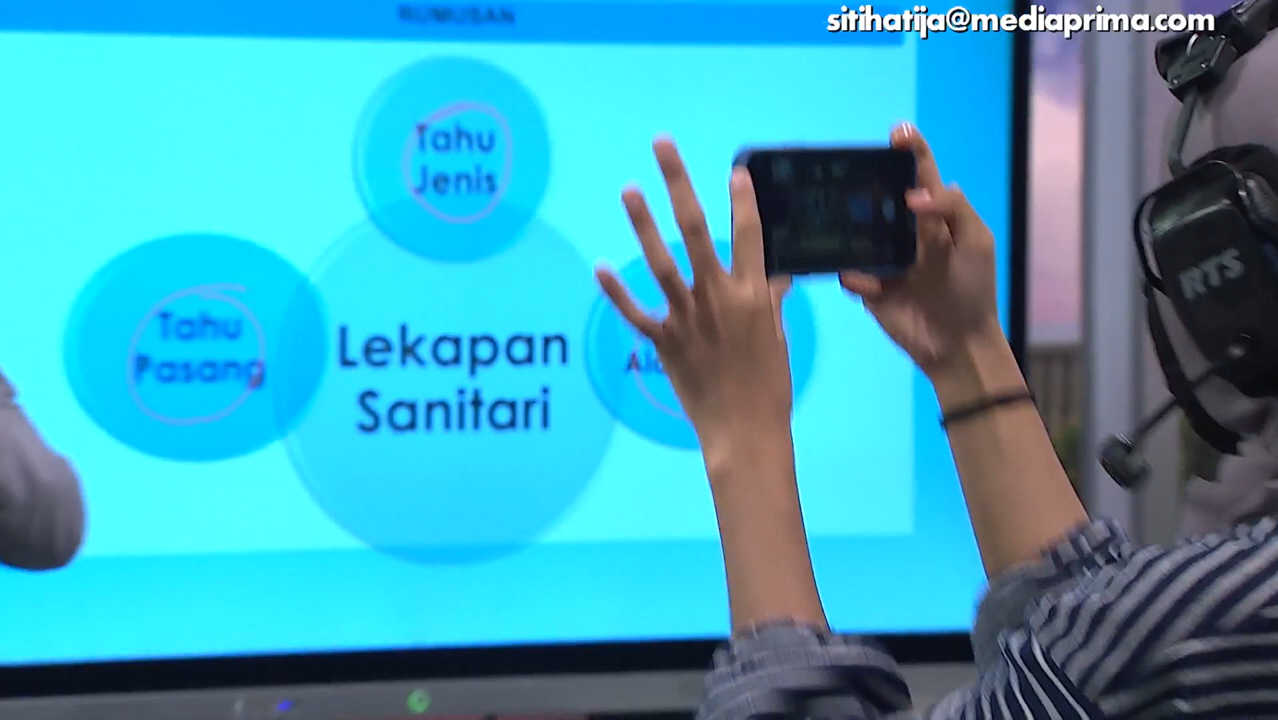 sitihatija@mediaprima.com
RUMUSAN
Tahu
Jenis
Tahu
Pasang
Lekapan
Sanitari
RTS